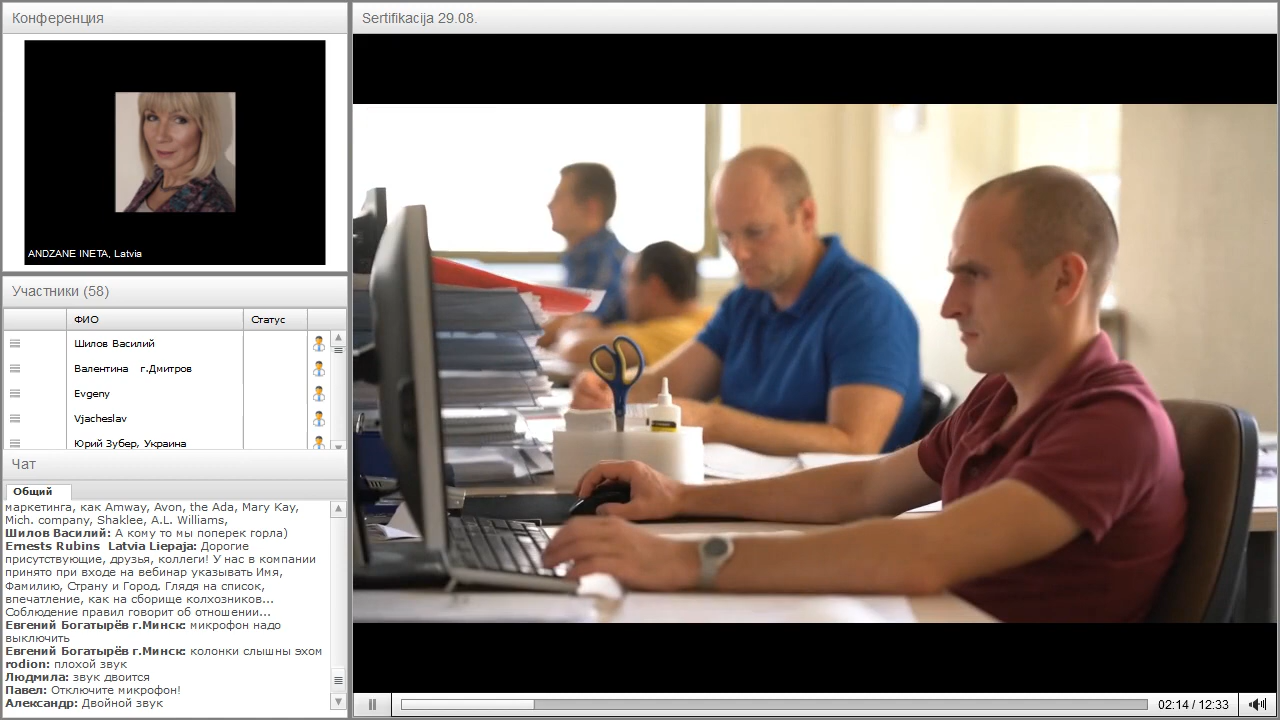 Конференция
ANDZANE INETA, Latvia
Участники (58)
ФИО Статус
Шилов Василий
Валентина г.Дмитров
Evgeny
Vjacheslav
Юрий Зубер, Украина
Чат
Общий
маркетинга, как Amway, Avon, the Ada, Mary Kay,
Mich. company, Shaklee, A.L. Williams,
Шилов Василий: А кому то мы поперек горла)
Ernests Rubins Latvia Liepaja: Дорогие
присутствующие, друзья, коллеги! У нас в компании
принято при входе на вебинар указывать Имя,
Фамилию, Страну и Город. Глядя на список,
впечатление, как на сборище колхозников...
Соблюдение правил говорит об отношении...
Евгений Богатырёв г.Минск: микрофон надо
выключить
Евгений Богатырёв г.Минск: колонки слышны эхом
rodion: плохой звук
Людмила: звук двоится
Павел: Отключите микрофон!
Александр: Двойной звук
Sertifikacija 29.08.
02:14 / 12:33